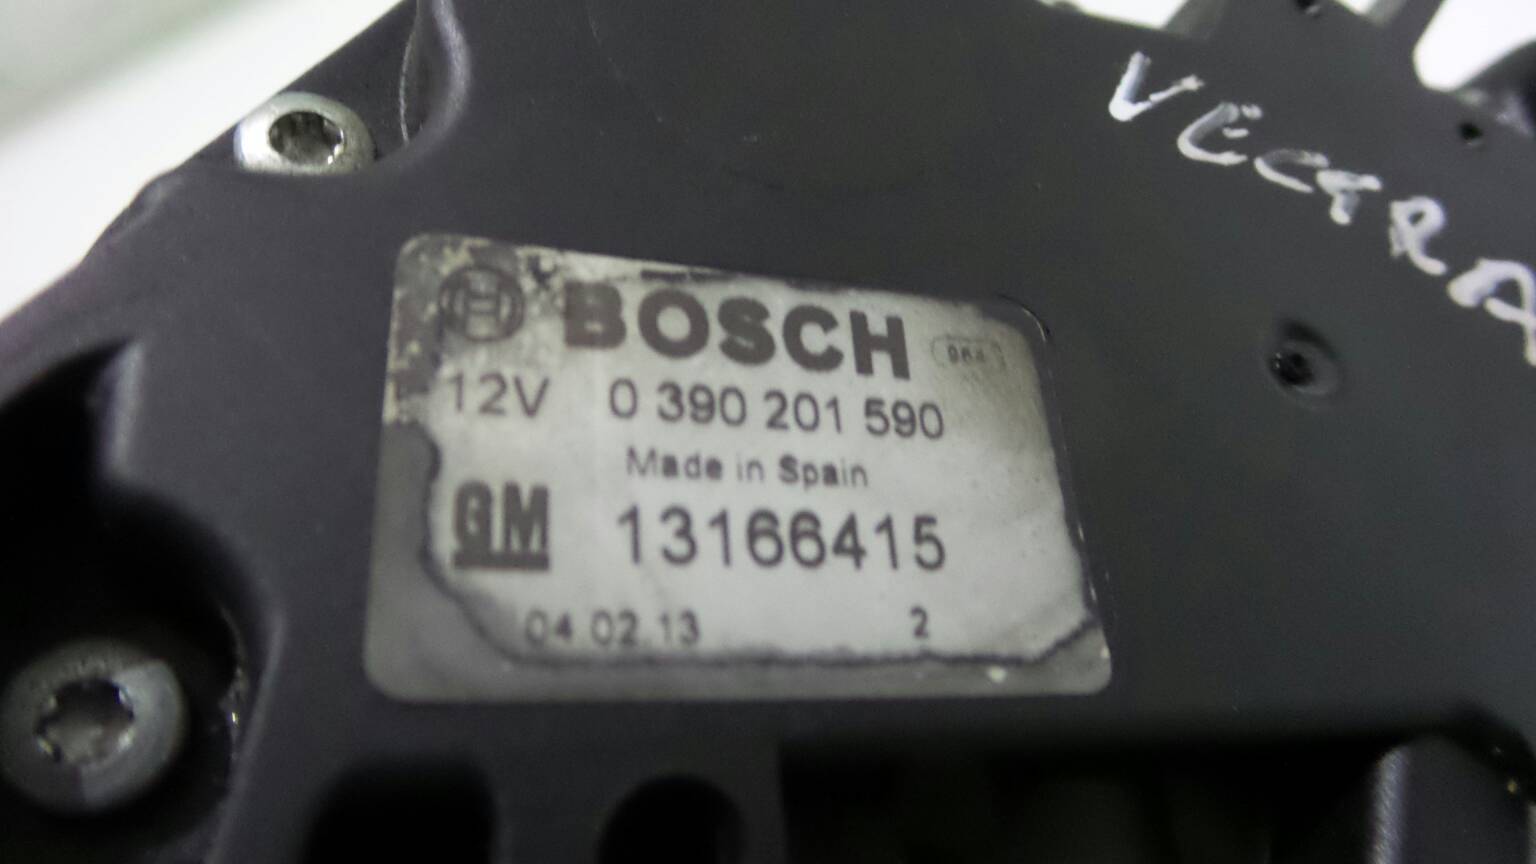 VECTRA
BOSCH
12V 0 390 201 590
Made in Spain
GM 13166415
04 02 13 2